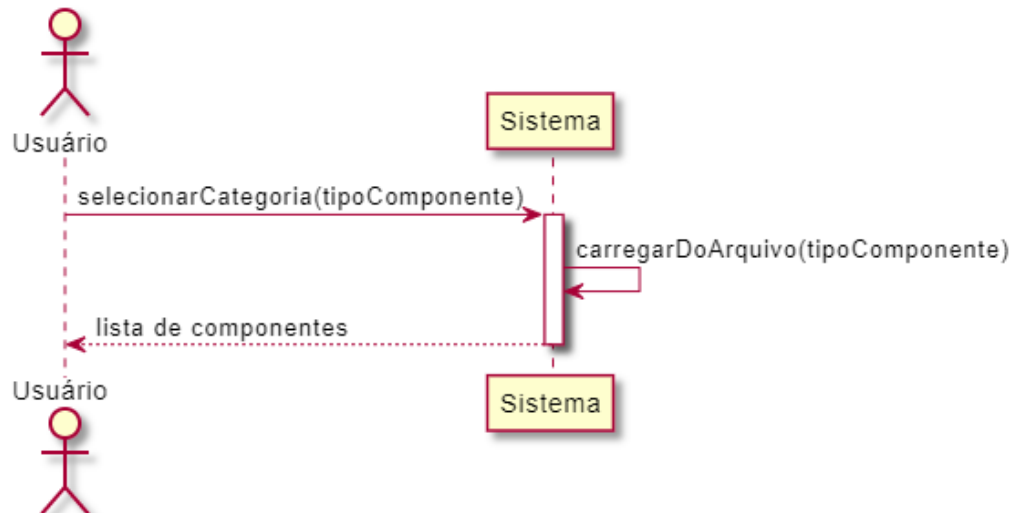 Usuário
Sistema
selecionarCategoria(tipoComponente)
carregarDoArquivo(tipoComponente)
lista de componentes
Usuário
Sistema